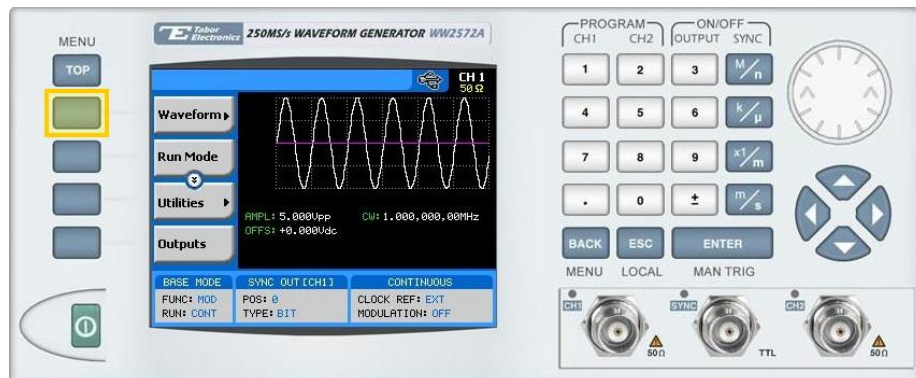 MENU
TOP
Tabor Electronics 250MS/s WAVEFORM GENERATOR WW2572A
CH 1
50 Ω
Waveform
Run Mode
Utilities
Outputs
AMPL: 5.000Vpp
CW: 1.000,000,00MHz
OFFS: +0.000Vdc
BASE MODE
FUNC: MOD
RUN: CONT
SYNC OUT [CH1]
POS: 0
TYPE: BIT
CONTINUOUS
CLOCK REF: EXT
MODULATION: OFF
PROGRAM
CH1 CH2
ON/OFF
OUTPUT SYNC
1 2 3 M/n
4 5 6 k/µ
7 8 9 x1/m
. 0 ± m/s
BACK ESC ENTER
MENU LOCAL MAN TRIG
CH1 SYNC CH2
50Ω TTL 50Ω